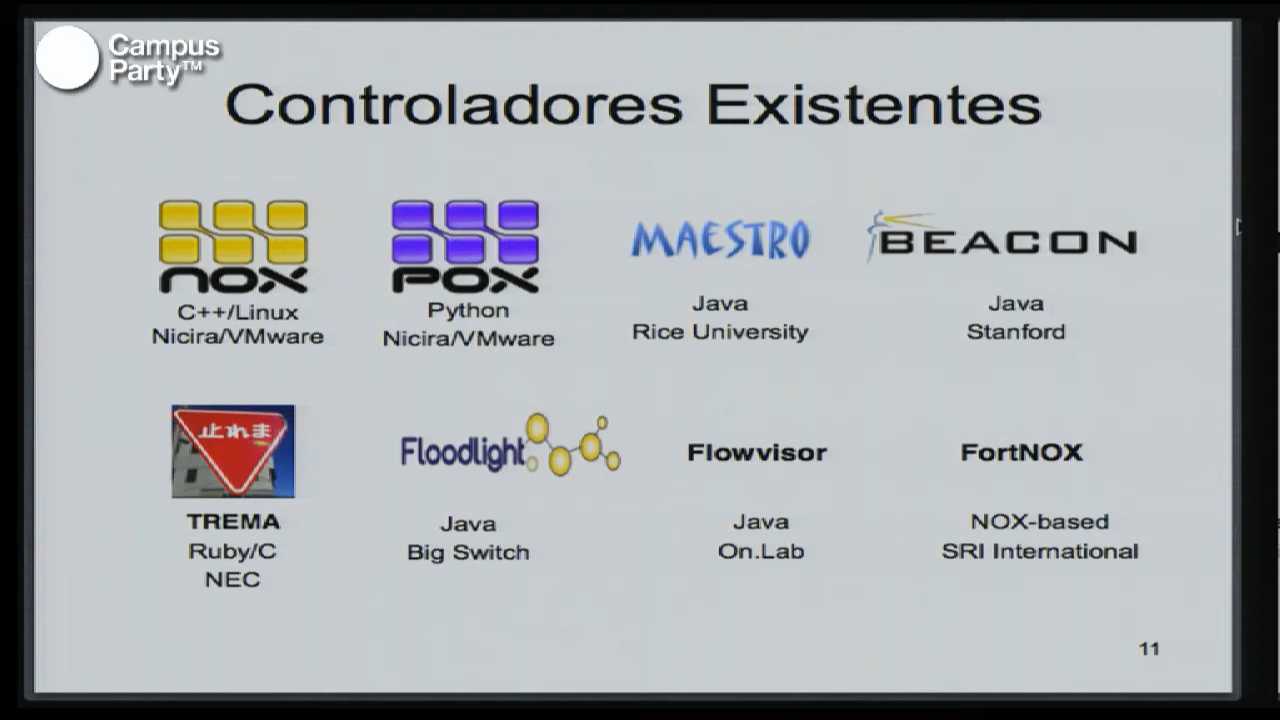 Campus
Party™
Controladores Existentes
nox
C++/Linux
Nicira/VMware
POX
Python
Nicira/VMware
MAESTRO
Java
Rice University
BEACON
Java
Stanford
止まれ
TREMA
Ruby/C
NEC
Floodlight
Java
Big Switch
Flowvisor
Java
On.Lab
FortNOX
NOX-based
SRI International
11